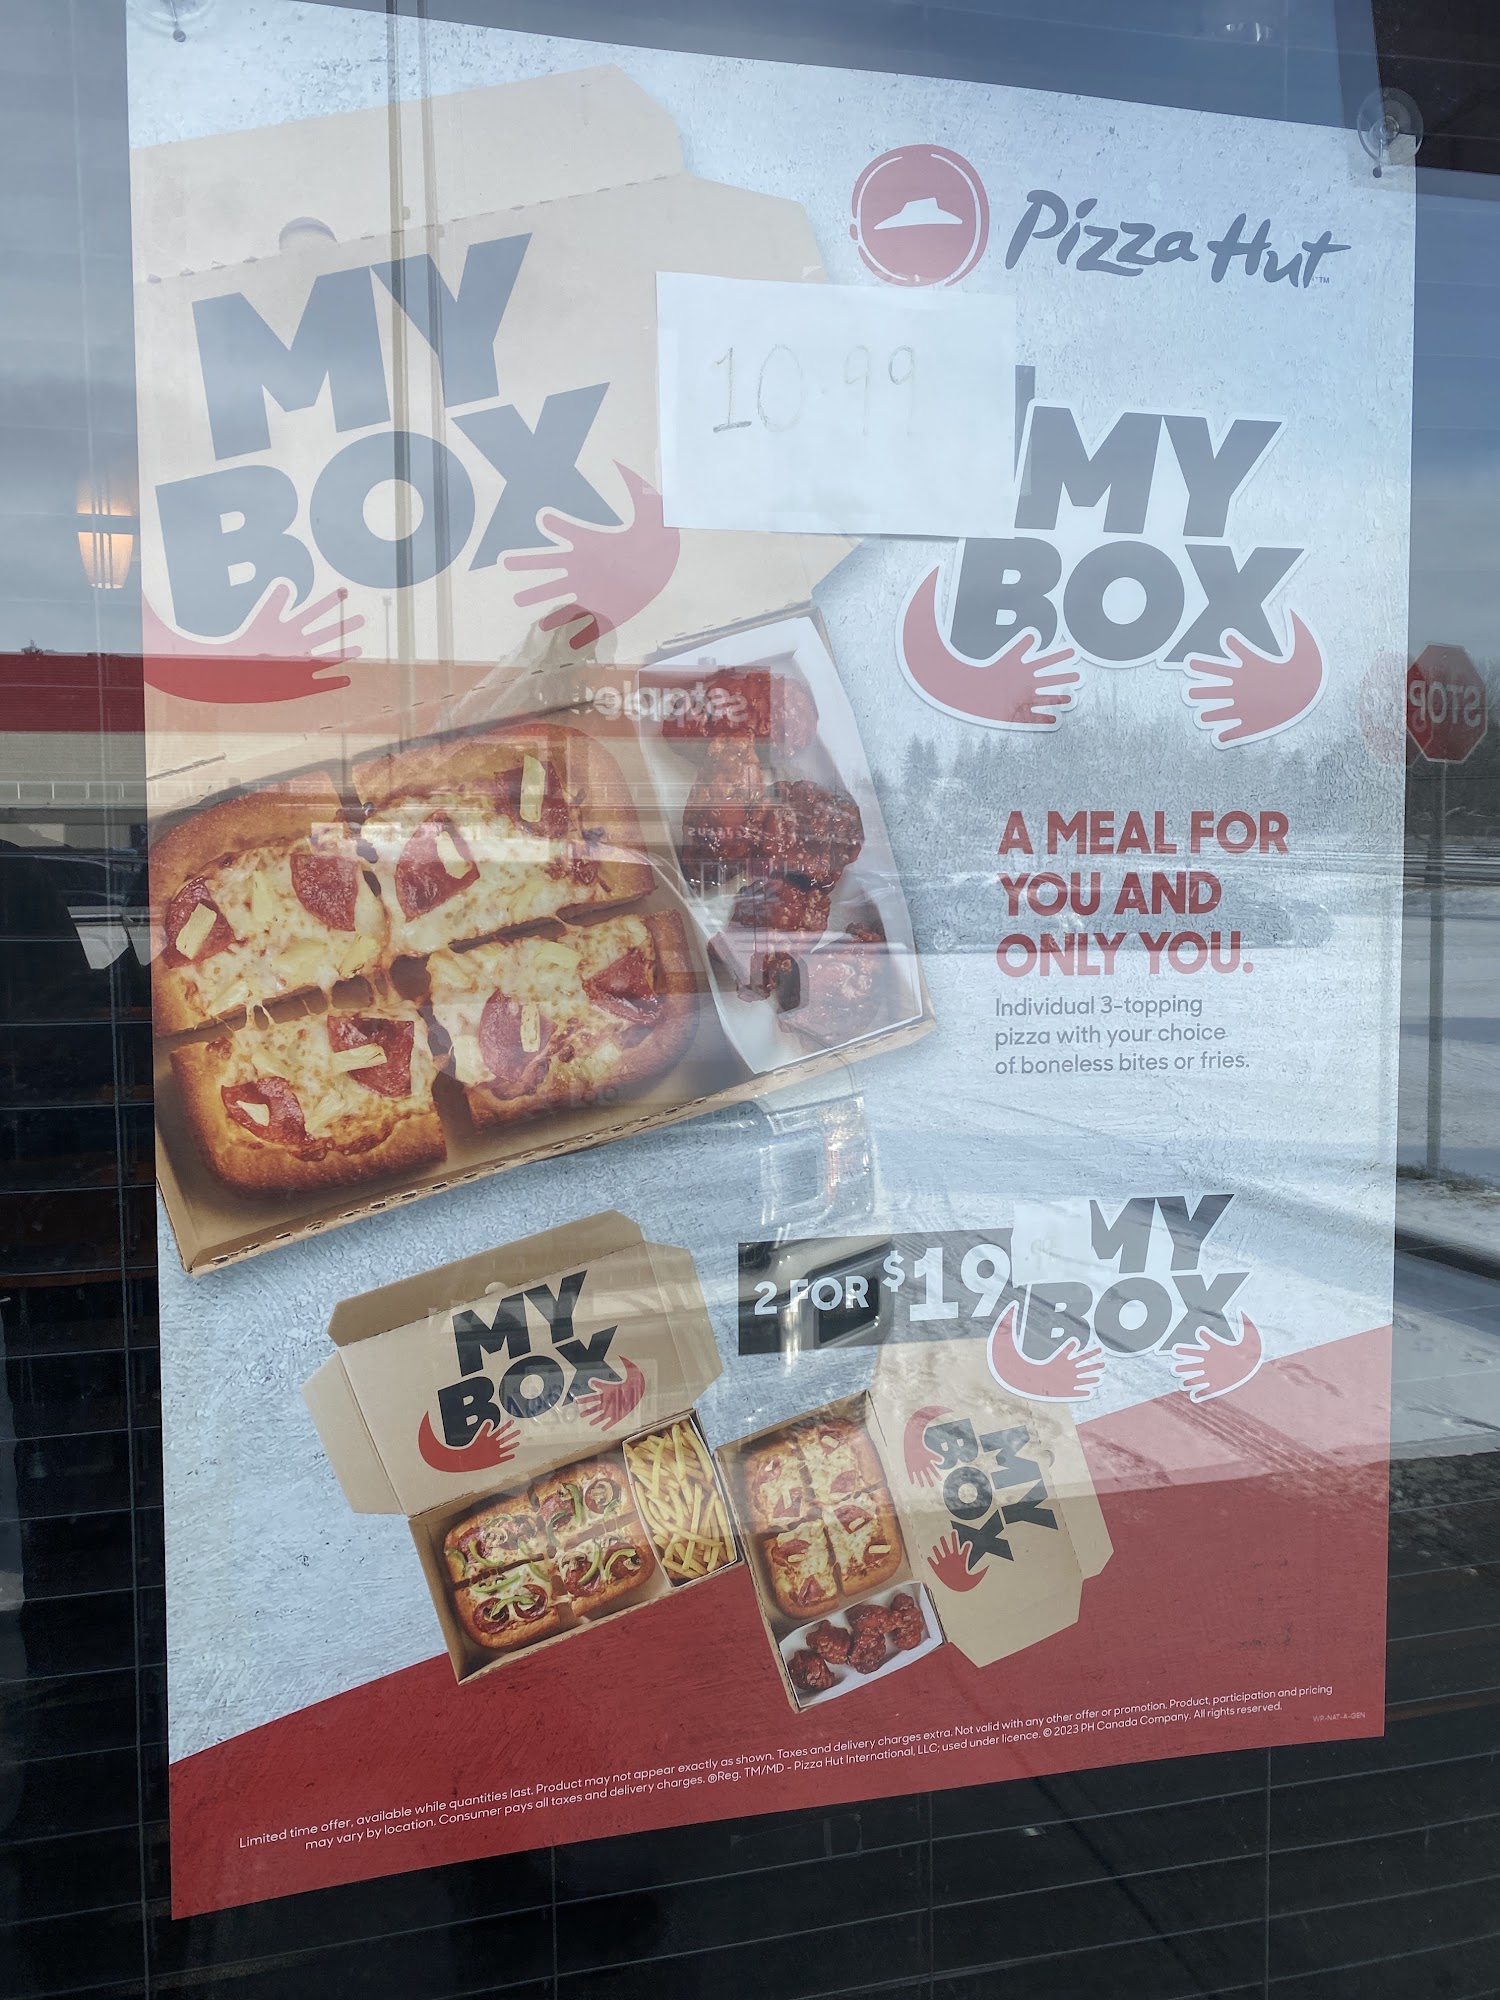 MY
BOX
Pizza Hut
TM
10.99
MY
BOX
staples
STOP
A MEAL FOR
YOU AND
ONLY YOU.
Individual 3-topping
pizza with your choice
of boneless bites or fries.
2 FOR $19
MY
BOX
MY
BOX
MY
BOX
Limited time offer, available while quantities last. Product may not appear exactly as shown. Taxes and delivery charges extra. Not valid with any other offer or promotion. Product, participation and pricing
may vary by location. Consumer pays all taxes and delivery charges. ®Reg. TM/MD - Pizza Hut International, LLC; used under licence. © 2023 PH Canada Company. All rights reserved.
WP-NAT-A-GEN